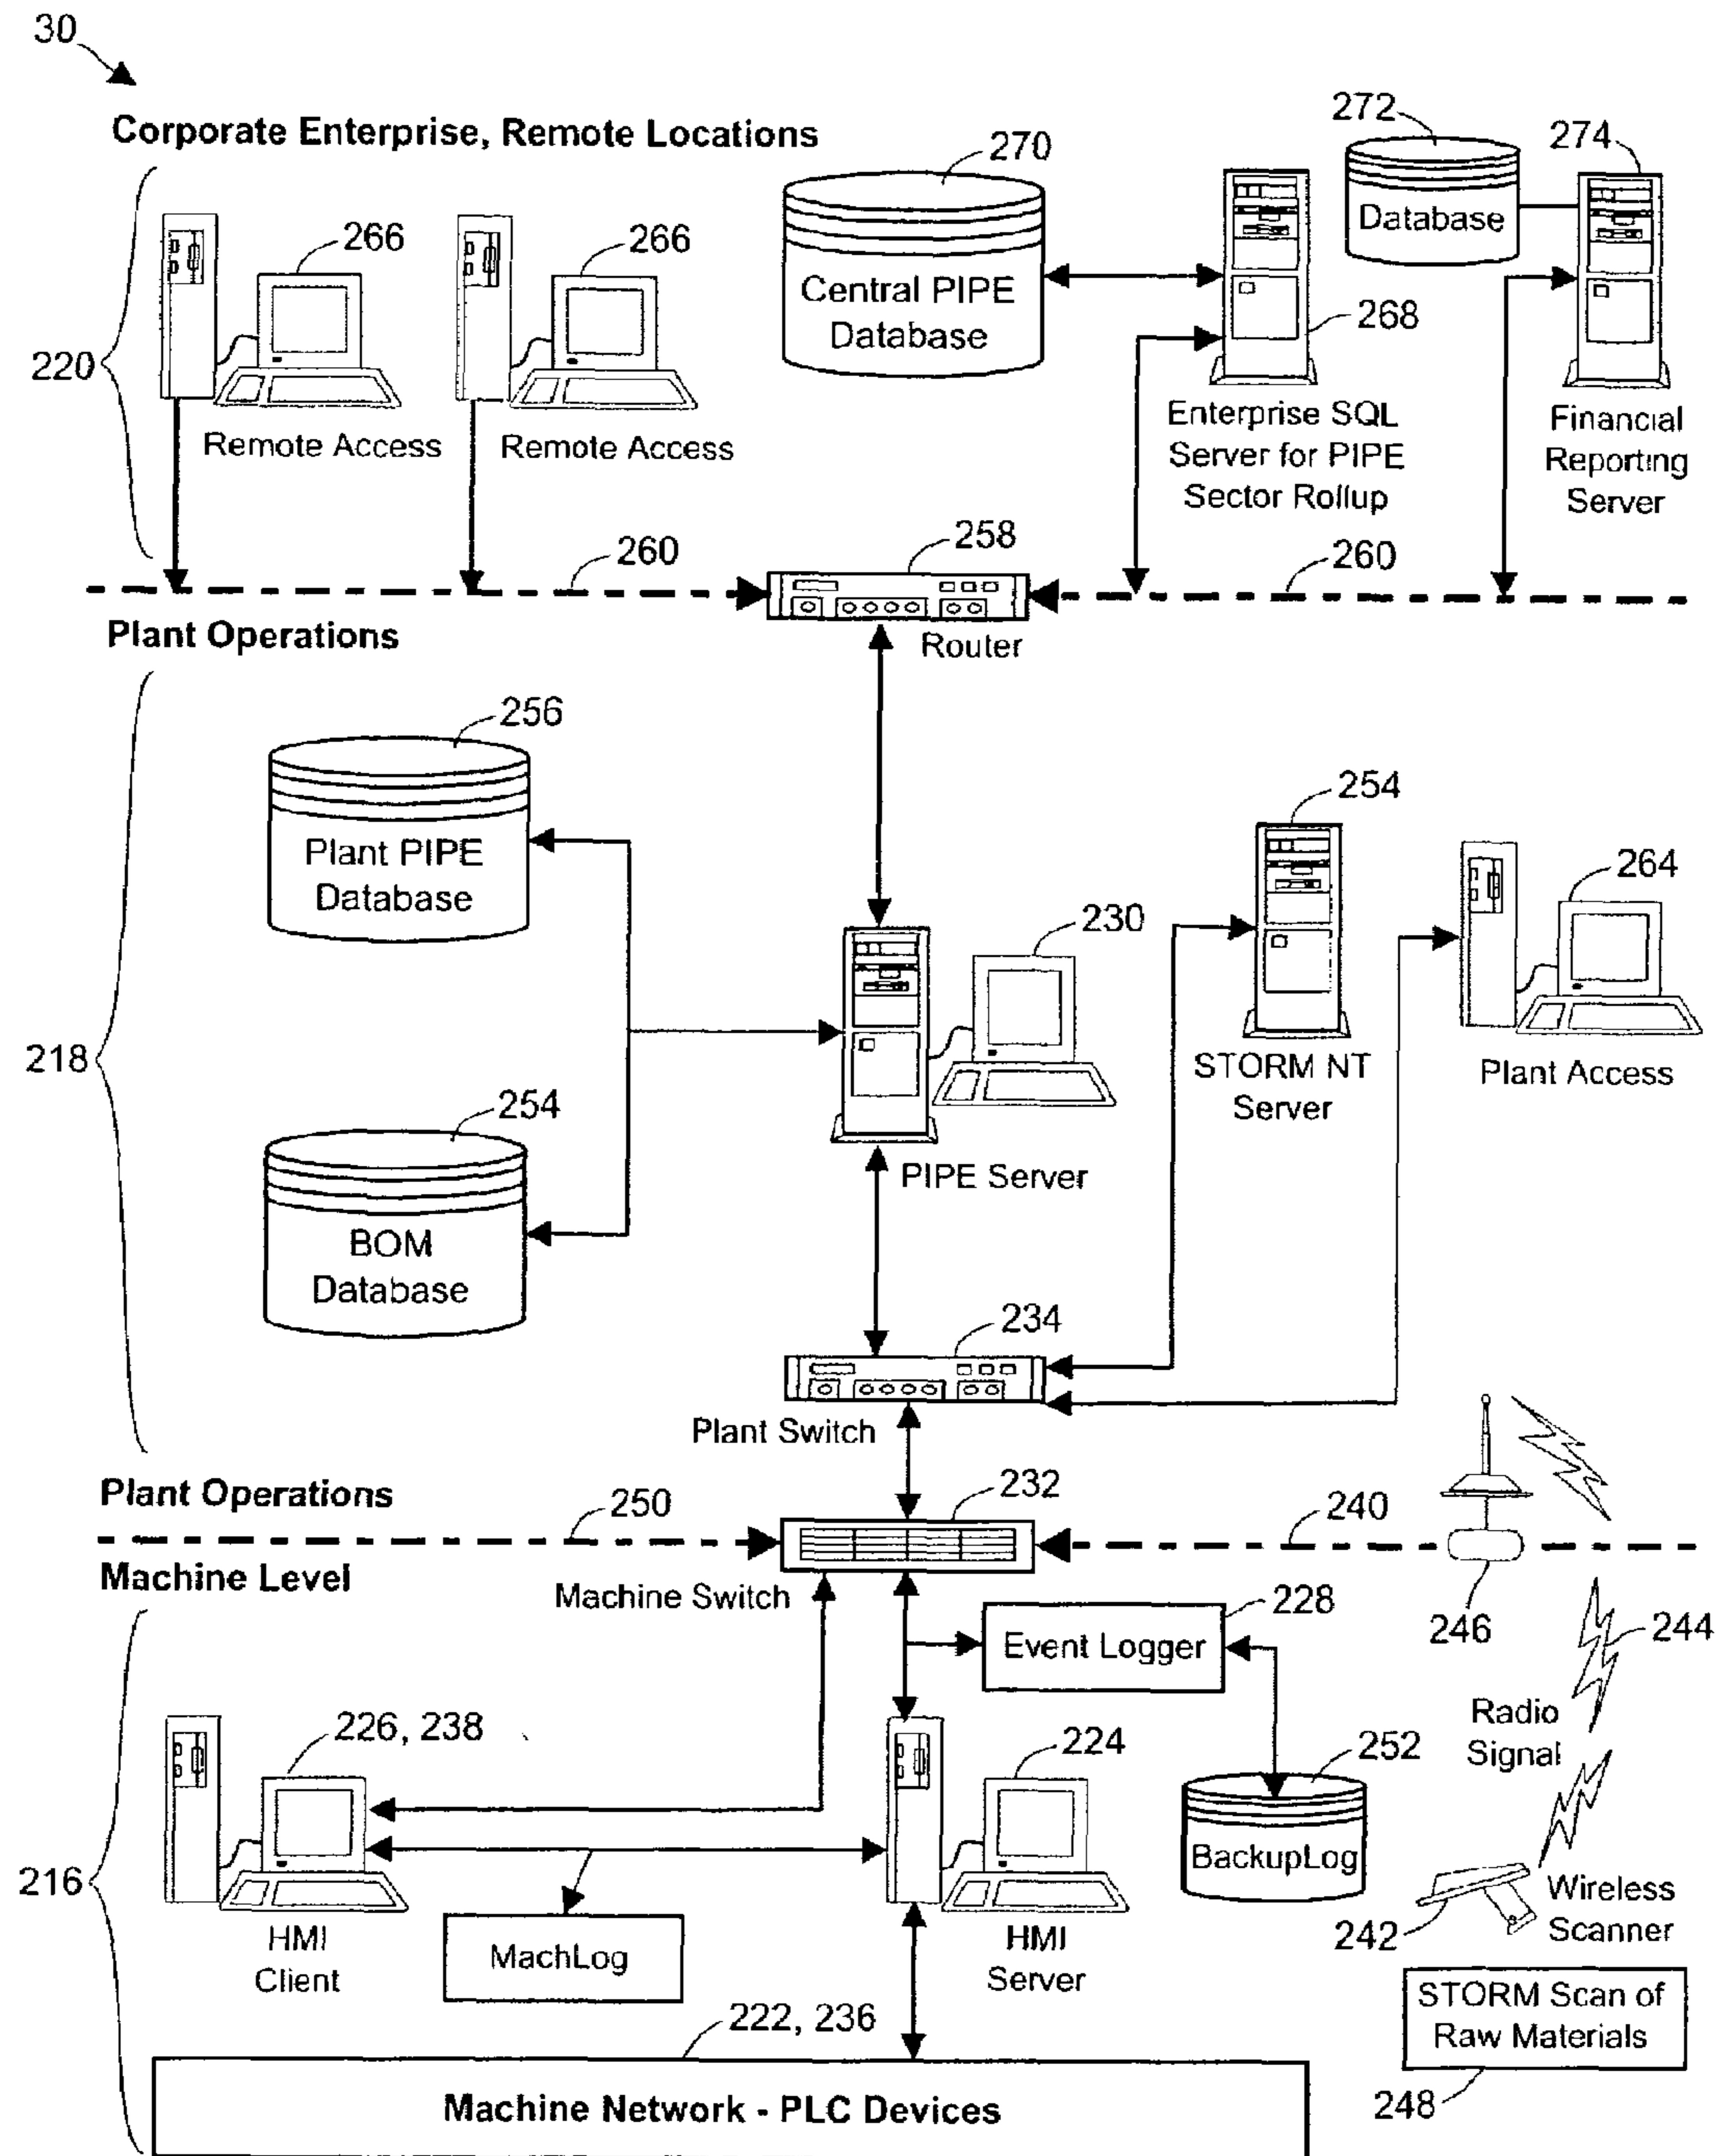 30
Corporate Enterprise, Remote Locations
270
272
274
266
266
Database
Central PIPE
Database
268
220
Remote Access
Remote Access
Enterprise SQL
Server for PIPE
Sector Rollup
Financial
Reporting
Server
260
258
260
Plant Operations
Router
256
254
Plant PIPE
Database
264
230
218
STORM NT
Server
Plant Access
254
PIPE Server
BOM
Database
234
Plant Switch
Plant Operations
250
232
240
Machine Level
Machine Switch
228
246
244
Event Logger
226, 238
224
252
Radio
Signal
BackupLog
216
Wireless
Scanner
242
HMI
Client
MachLog
HMI
Server
STORM Scan of
Raw Materials
222, 236
248
Machine Network - PLC Devices